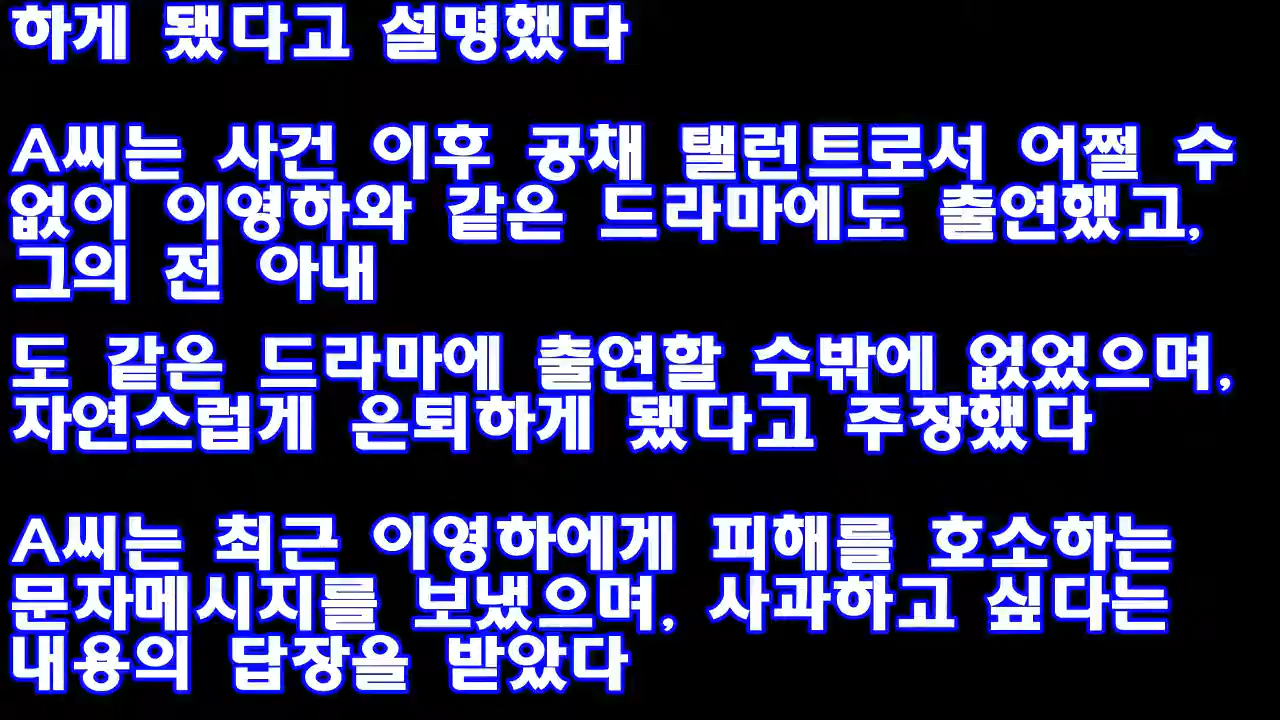 하게 됐다고 설명했다
A씨는 사건 이후 공채 탤런트로서 어쩔 수
없이 이영하와 같은 드라마에도 출연했고,
그의 전 아내
도 같은 드라마에 출연할 수밖에 없었으며,
자연스럽게 은퇴하게 됐다고 주장했다
A씨는 최근 이영하에게 피해를 호소하는
문자메시지를 보냈으며, 사과하고 싶다는
내용의 답장을 받았다